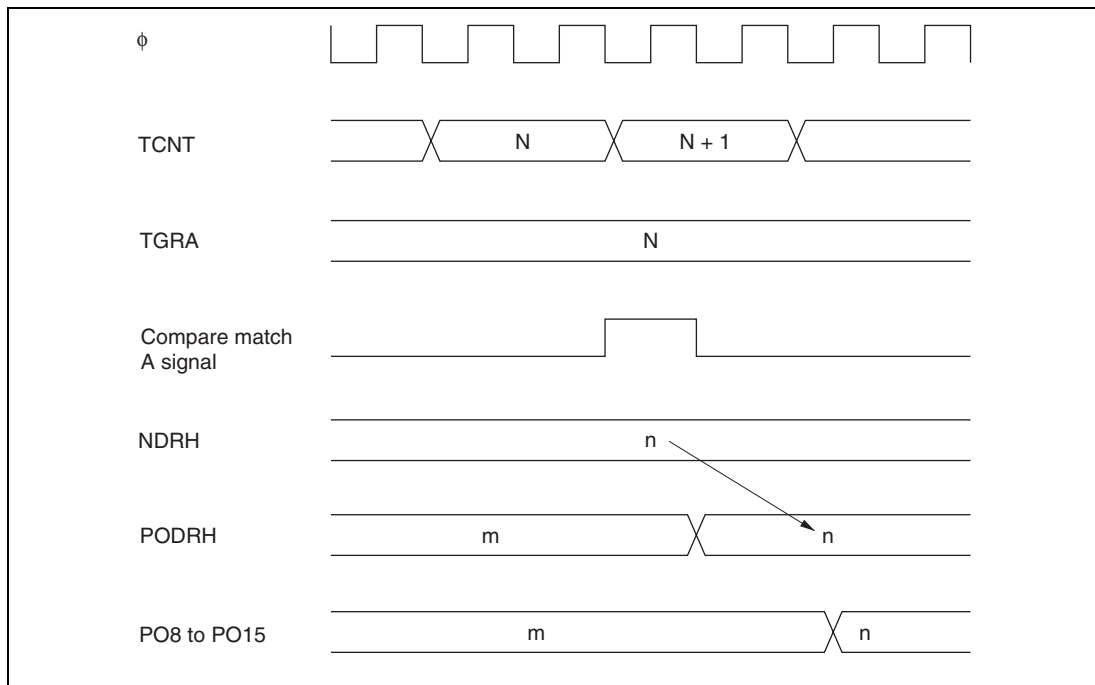 ϕ
TCNT
N
N + 1
TGRA
N
Compare match
A signal
NDRH
n
PODRH
m
n
PO8 to PO15
m
n